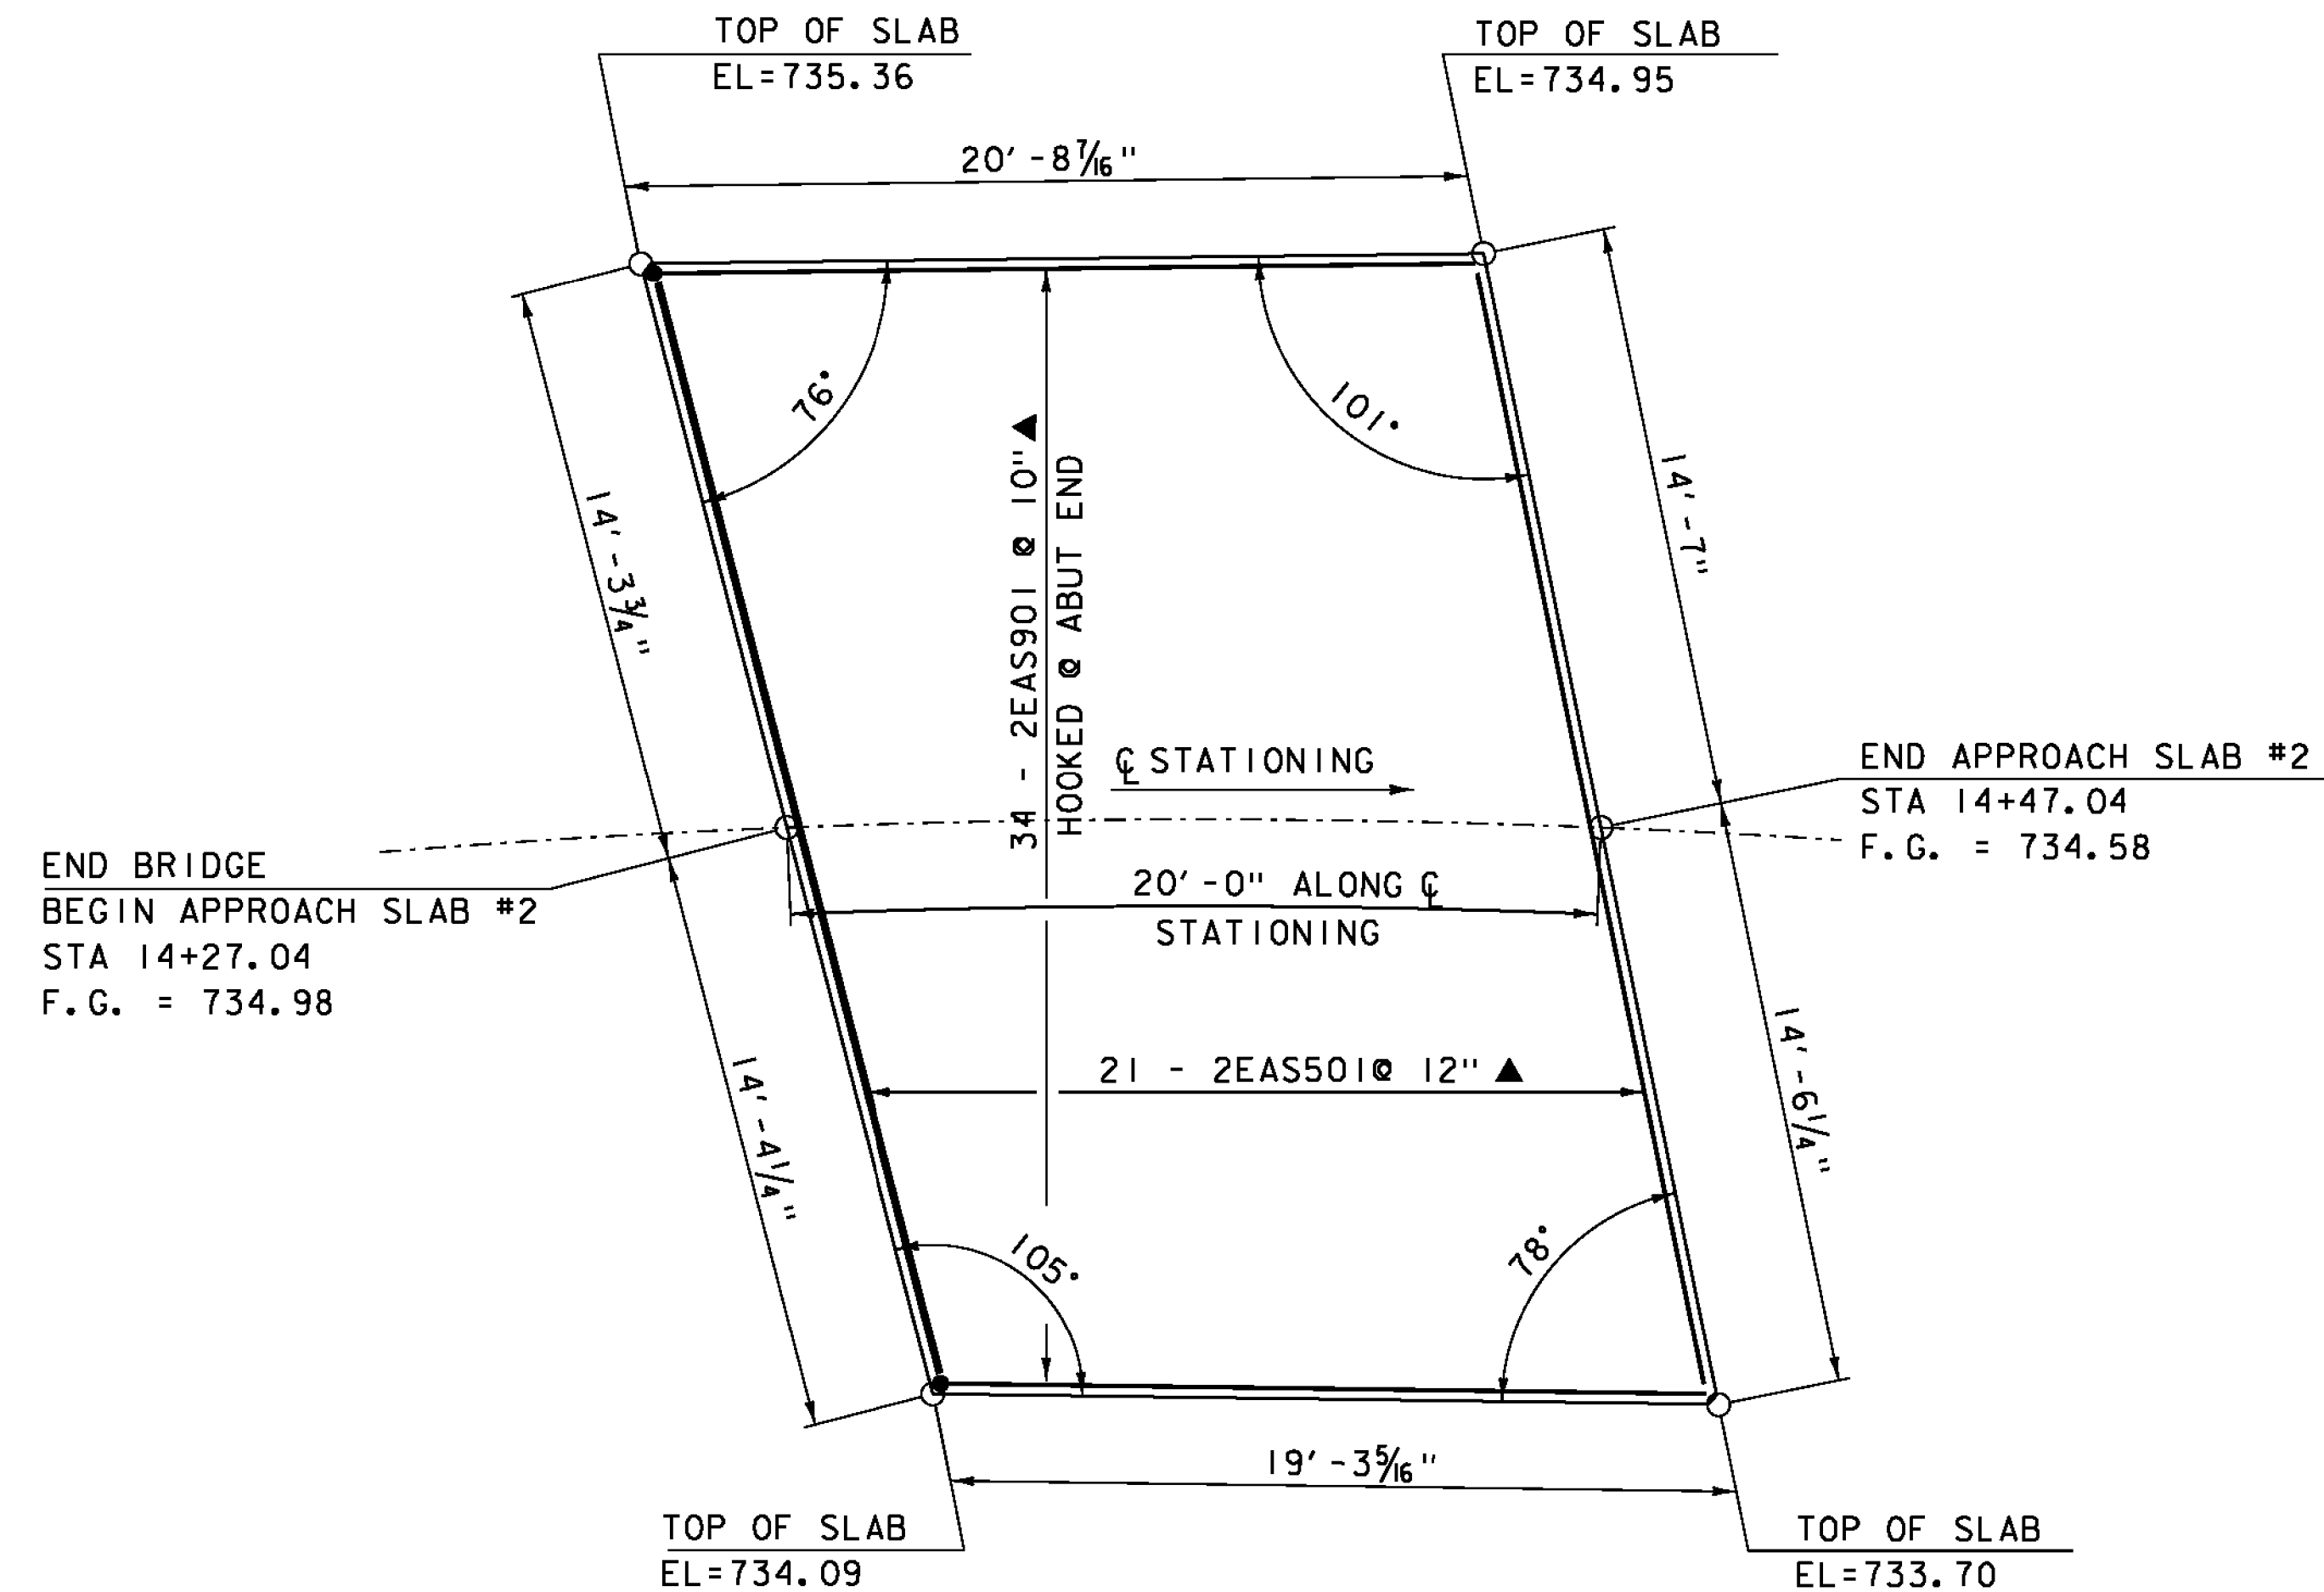 TOP OF SLAB
EL=735.36
TOP OF SLAB
EL=734.95
20'-8 7/16"
76°
101°
14'-3 3/4"
14'-7"
34 - 2EAS901 @ 10" ▲
HOOKED @ ABUT END
℄ STATIONING
END APPROACH SLAB #2
STA 14+47.04
F.G. = 734.58
END BRIDGE
BEGIN APPROACH SLAB #2
STA 14+27.04
F.G. = 734.98
20'-0" ALONG ℄
STATIONING
21 - 2EAS501@ 12" ▲
14'-4 1/4"
14'-6 1/4"
105°
78°
19'-3 5/16"
TOP OF SLAB
EL=734.09
TOP OF SLAB
EL=733.70